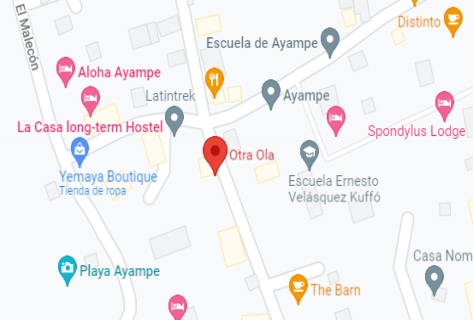 El Malecón
Distinto
Escuela de Ayampe
Aloha Ayampe
Latintrek
Ayampe
La Casa long-term Hostel
Spondylus Lodge
Otra Ola
Yemaya Boutique
Tienda de ropa
Escuela Ernesto
Velásquez Kuffó
Playa Ayampe
Casa Nom
The Barn